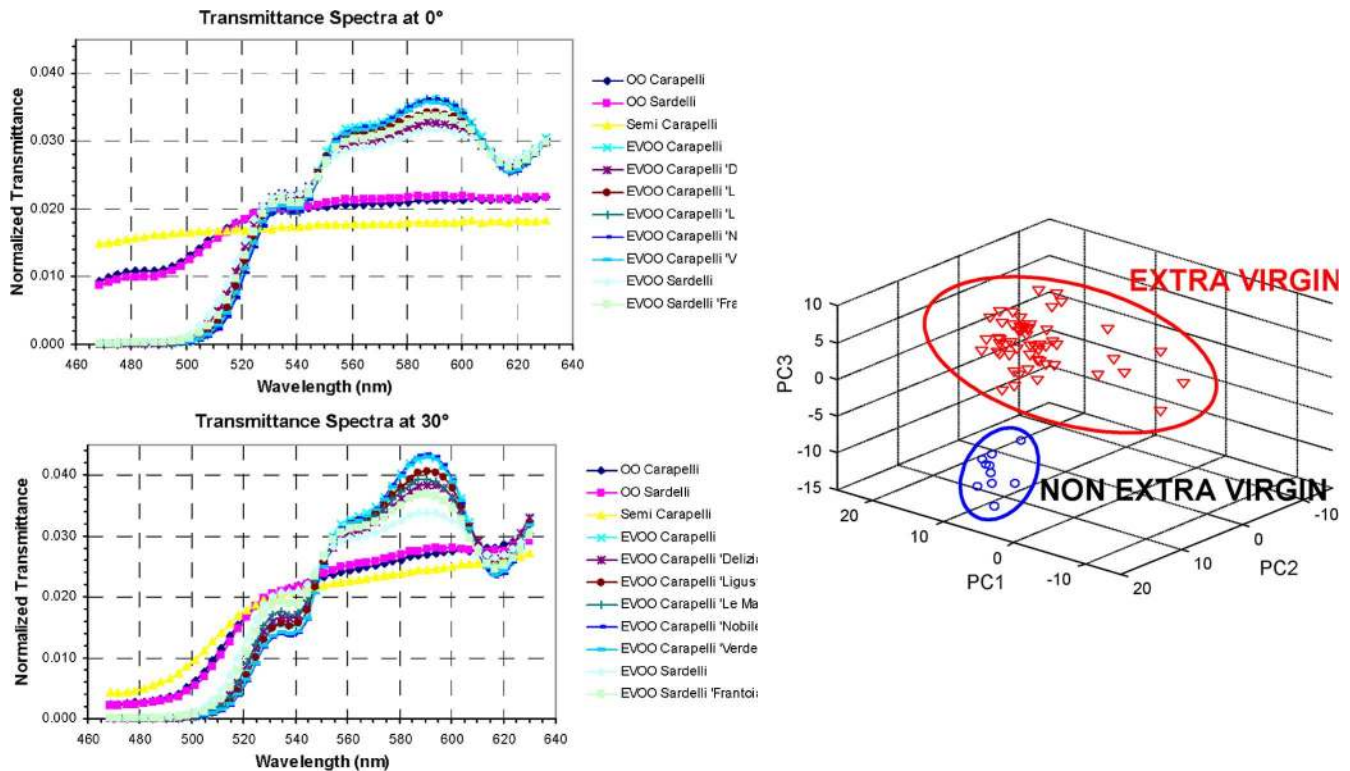 Transmittance Spectra at 0°
Normalized Transmittance
0.040
0.030
0.020
0.010
0.000
460 480 500 520 540 560 580 600 620 640
Wavelength (nm)
OO Carapelli
OO Sardelli
Semi Carapelli
EVOO Carapelli
EVOO Carapelli 'D
EVOO Carapelli 'L
EVOO Carapelli 'L
EVOO Carapelli 'N
EVOO Carapelli 'V
EVOO Sardelli
EVOO Sardelli 'Fra
Transmittance Spectra at 30°
Normalized Transmittance
0.040
0.030
0.020
0.010
0.000
460 480 500 520 540 560 580 600 620 640
Wavelength (nm)
OO Carapelli
OO Sardelli
Semi Carapelli
EVOO Carapelli
EVOO Carapelli 'Delizi
EVOO Carapelli 'Ligus
EVOO Carapelli 'Le Ma
EVOO Carapelli 'Nobile
EVOO Carapelli 'Verde
EVOO Sardelli
EVOO Sardelli 'Frantoi
EXTRA VIRGIN
NON EXTRA VIRGIN
PC3
10
5
0
-5
-10
-15
20
10
0
-10
PC1
20
10
0
-10
PC2